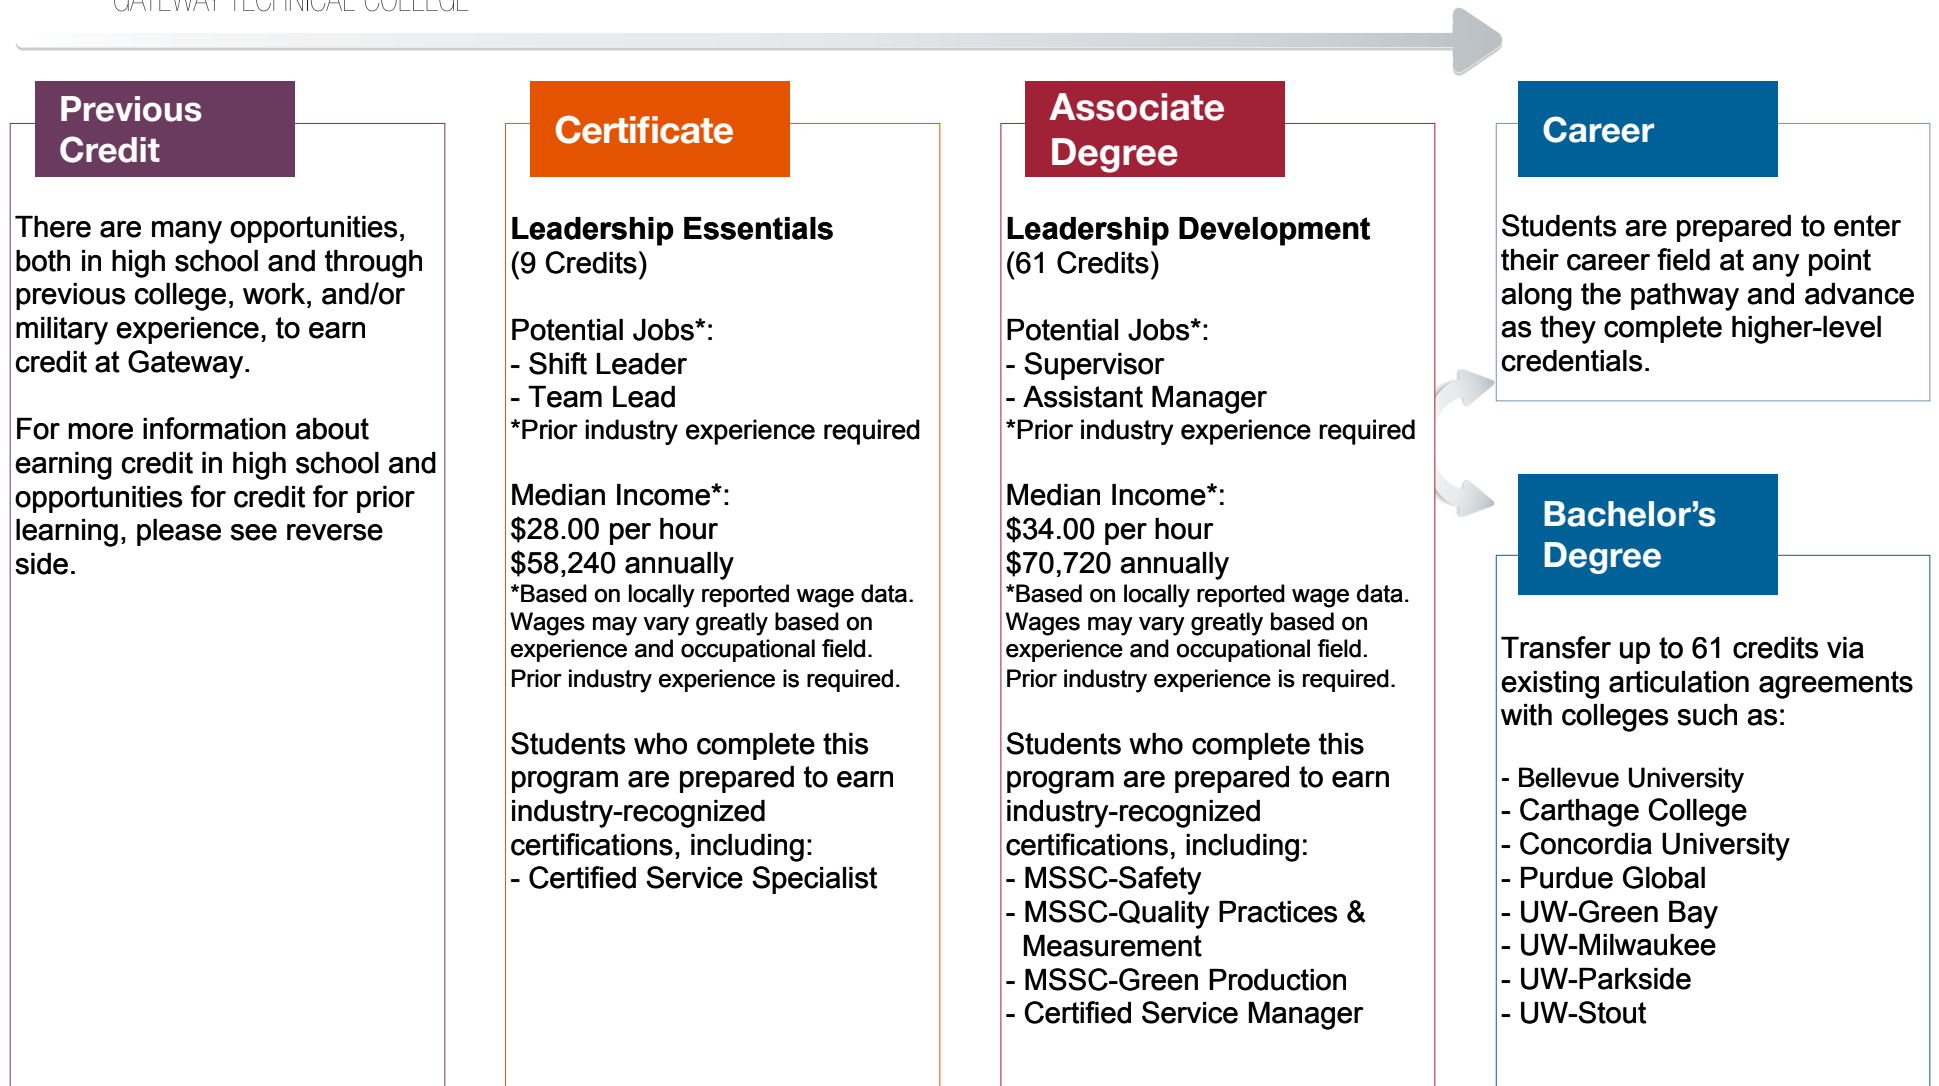 GATEWAY TECHNICAL COLLEGE
Previous
Credit
There are many opportunities,
both in high school and through
previous college, work, and/or
military experience, to earn
credit at Gateway.
For more information about
earning credit in high school and
opportunities for credit for prior
learning, please see reverse
side.
Certificate
Leadership Essentials
(9 Credits)
Potential Jobs*:
- Shift Leader
- Team Lead
*Prior industry experience required
Median Income*:
$28.00 per hour
$58,240 annually
*Based on locally reported wage data.
Wages may vary greatly based on
experience and occupational field.
Prior industry experience is required.
Students who complete this
program are prepared to earn
industry-recognized
certifications, including:
- Certified Service Specialist
Associate
Degree
Leadership Development
(61 Credits)
Potential Jobs*:
- Supervisor
- Assistant Manager
*Prior industry experience required
Median Income*:
$34.00 per hour
$70,720 annually
*Based on locally reported wage data.
Wages may vary greatly based on
experience and occupational field.
Prior industry experience is required.
Students who complete this
program are prepared to earn
industry-recognized
certifications, including:
- MSSC-Safety
- MSSC-Quality Practices &
Measurement
- MSSC-Green Production
- Certified Service Manager
Career
Students are prepared to enter
their career field at any point
along the pathway and advance
as they complete higher-level
credentials.
Bachelor’s
Degree
Transfer up to 61 credits via
existing articulation agreements
with colleges such as:
- Bellevue University
- Carthage College
- Concordia University
- Purdue Global
- UW-Green Bay
- UW-Milwaukee
- UW-Parkside
- UW-Stout